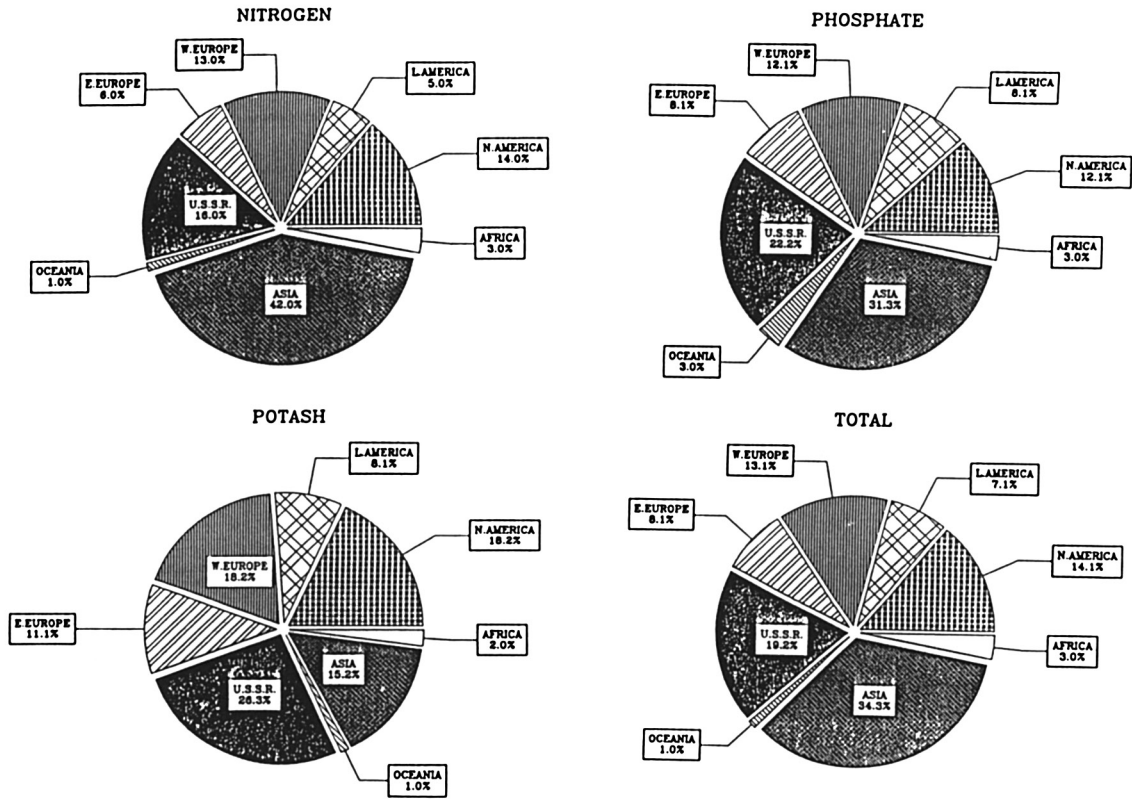 NITROGEN
W.EUROPE
13.0%
L.AMERICA
5.0%
E.EUROPE
6.0%
N.AMERICA
14.0%
U.S.S.R.
16.0%
AFRICA
3.0%
OCEANIA
1.0%
ASIA
42.0%
PHOSPHATE
W.EUROPE
12.1%
L.AMERICA
8.1%
E.EUROPE
8.1%
N.AMERICA
12.1%
U.S.S.R.
22.2%
AFRICA
3.0%
ASIA
31.3%
OCEANIA
3.0%
POTASH
L.AMERICA
8.1%
N.AMERICA
18.2%
W.EUROPE
18.2%
E.EUROPE
11.1%
AFRICA
2.0%
ASIA
15.2%
U.S.S.R.
26.3%
OCEANIA
1.0%
TOTAL
W.EUROPE
13.1%
L.AMERICA
7.1%
E.EUROPE
8.1%
N.AMERICA
14.1%
U.S.S.R.
19.2%
AFRICA
3.0%
ASIA
34.3%
OCEANIA
1.0%